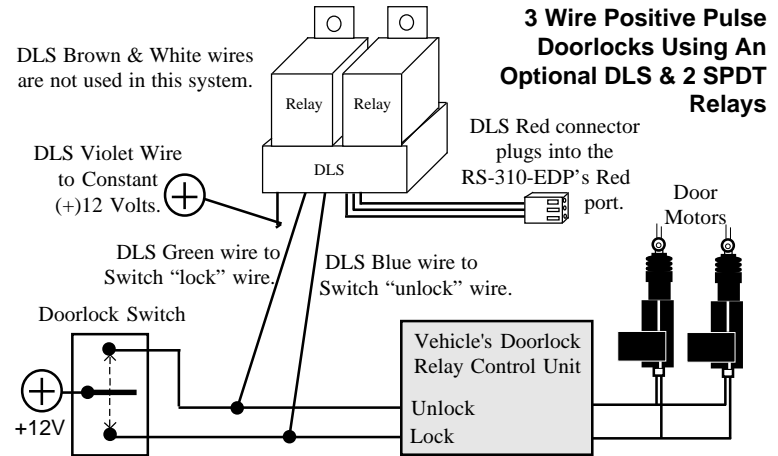 3 Wire Positive Pulse
Doorlocks Using An
Optional DLS & 2 SPDT
Relays
DLS Brown & White wires
are not used in this system.
Relay
Relay
DLS
DLS Red connector
plugs into the
RS-310-EDP's Red
port.
DLS Violet Wire
to Constant
(+)12 Volts.
Door
Motors
DLS Green wire to
Switch “lock” wire.
DLS Blue wire to
Switch “unlock” wire.
Doorlock Switch
+12V
Vehicle's Doorlock
Relay Control Unit
Unlock
Lock